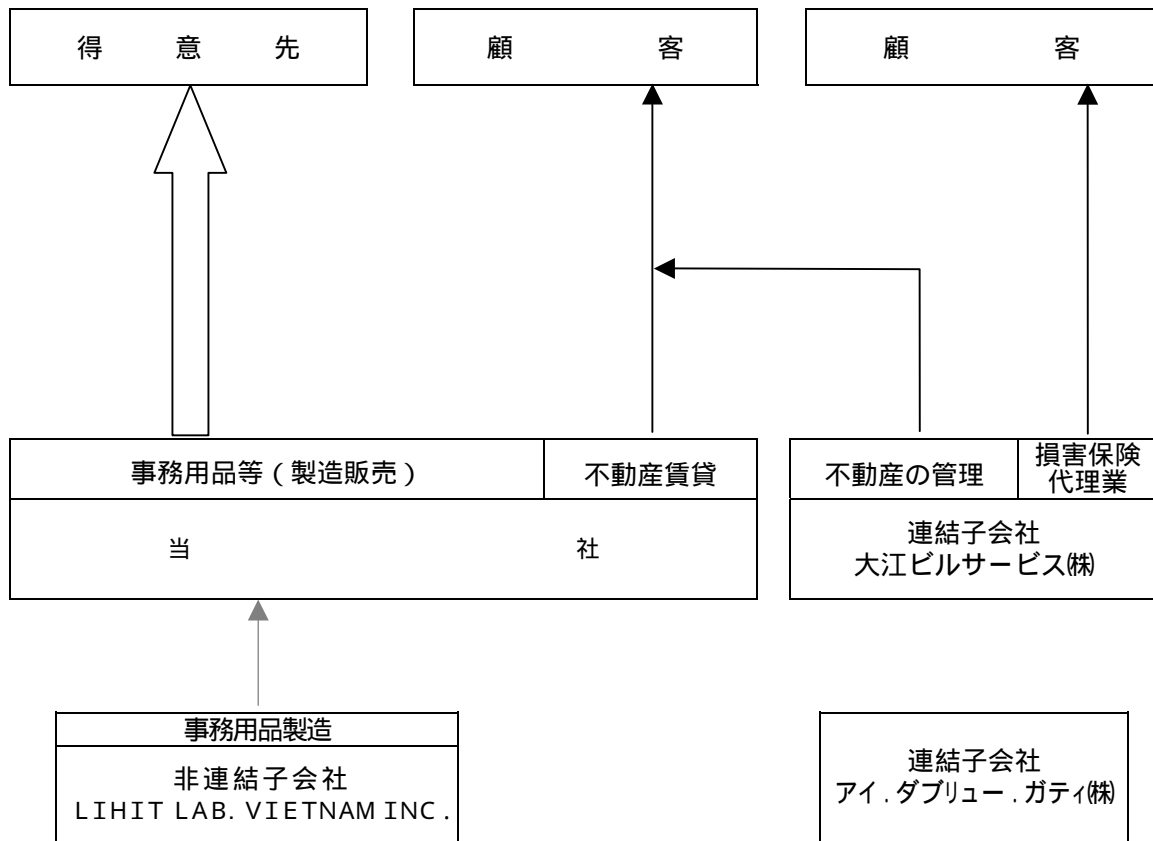 得意先
顧客
顧客
事務用品等（製造販売）
不動産賃貸
不動産の管理
損害保険
代理業
当社
連結子会社
大江ビルサービス㈱
事務用品製造
非連結子会社
LIHIT LAB. VIETNAM INC.
連結子会社
アイ．ダブリュー．ガティ㈱